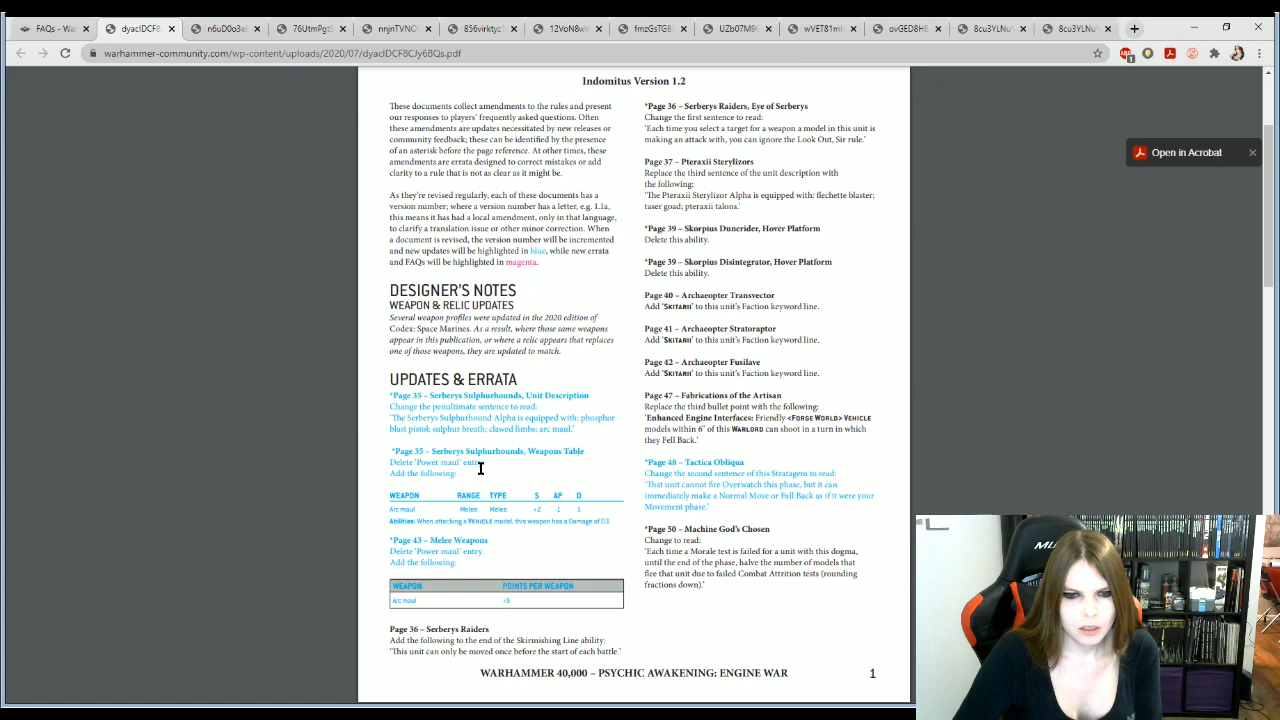 FAQs - Wa
dyacIDCF8
n6uD0o3e
76UtmPgtS
nnjnTVNC
856virktyz
12VoN8wV
fmzGsTGB
UZb07M9
wVET81ml
ovGED8HE
8cu3YLNu
8cu3YLNu
warhammer-community.com/wp-content/uploads/2020/07/dyacIDCF8CJy6BQs.pdf
Open in Acrobat
Indomitus Version 1.2
These documents collect amendments to the rules and present
our responses to players' frequently asked questions. Often
these amendments are updates necessitated by new releases or
community feedback; these can be identified by the presence
of an asterisk before the page reference. At other times, these
amendments are errata designed to correct mistakes or add
clarity to a rule that is not as clear as it might be.
As they're revised regularly, each of these documents has a
version number; where a version number has a letter, e.g. 1.1a,
this means it has had a local amendment, only in that language,
to clarify a translation issue or other minor correction. When
a document is revised, the version number will be incremented
and new updates will be highlighted in blue, while new errata
and FAQs will be highlighted in magenta.
DESIGNER'S NOTES
WEAPON & RELIC UPDATES
Several weapon profiles were updated in the 2020 edition of
Codex: Space Marines. As a result, where those same weapons
appear in this publication, or where a relic appears that replaces
one of those weapons, they are updated to match.
UPDATES & ERRATA
*Page 35 – Serberys Sulphurhounds, Unit Description
Change the penultimate sentence to read:
'The Serberys Sulphurhound Alpha is equipped with: phosphor
blast pistol; sulphur breath; clawed limbs; arc maul.'
*Page 35 – Serberys Sulphurhounds, Weapons Table
Delete 'Power maul' entry.
Add the following:
WEAPON RANGE TYPE S AP D
Arc maul Melee Melee +2 -1 1
Abilities: When attacking a VEHICLE model, this weapon has a Damage of D3.
*Page 43 – Melee Weapons
Delete 'Power maul' entry.
Add the following:
WEAPON POINTS PER WEAPON
Arc maul +5
Page 36 – Serberys Raiders
Add the following to the end of the Skirmishing Line ability:
'This unit can only be moved once before the start of each battle.'
*Page 36 – Serberys Raiders, Eye of Serberys
Change the first sentence to read:
'Each time you select a target for a weapon a model in this unit is
making an attack with, you can ignore the Look Out, Sir rule.'
Page 37 – Pteraxii Sterylizors
Replace the third sentence of the unit description with
the following:
'The Pteraxii Sterylizor Alpha is equipped with: flechette blaster;
taser goad; pteraxii talons.'
*Page 39 – Skorpius Dunerider, Hover Platform
Delete this ability.
*Page 39 – Skorpius Disintegrator, Hover Platform
Delete this ability.
Page 40 – Archaeopter Transvector
Add 'SKITARII' to this unit's Faction keyword line.
Page 41 – Archaeopter Stratoraptor
Add 'SKITARII' to this unit's Faction keyword line.
Page 42 – Archaeopter Fusilave
Add 'SKITARII' to this unit's Faction keyword line.
Page 47 – Fabrications of the Artisan
Replace the third bullet point with the following:
'Enhanced Engine Interfaces: Friendly <FORGE WORLD> VEHICLE
models within 6" of this WARLORD can shoot in a turn in which
they Fell Back.'
*Page 48 – Tactica Obliqua
Change the second sentence of this Stratagem to read:
'That unit cannot fire Overwatch this phase, but it can
immediately make a Normal Move or Fall Back as if it were your
Movement phase.'
*Page 50 – Machine God's Chosen
Change to read:
'Each time a Morale test is failed for a unit with this dogma,
until the end of the phase, halve the number of models that
flee that unit due to failed Combat Attrition tests (rounding
fractions down).'
WARHAMMER 40,000 – PSYCHIC AWAKENING: ENGINE WAR
1